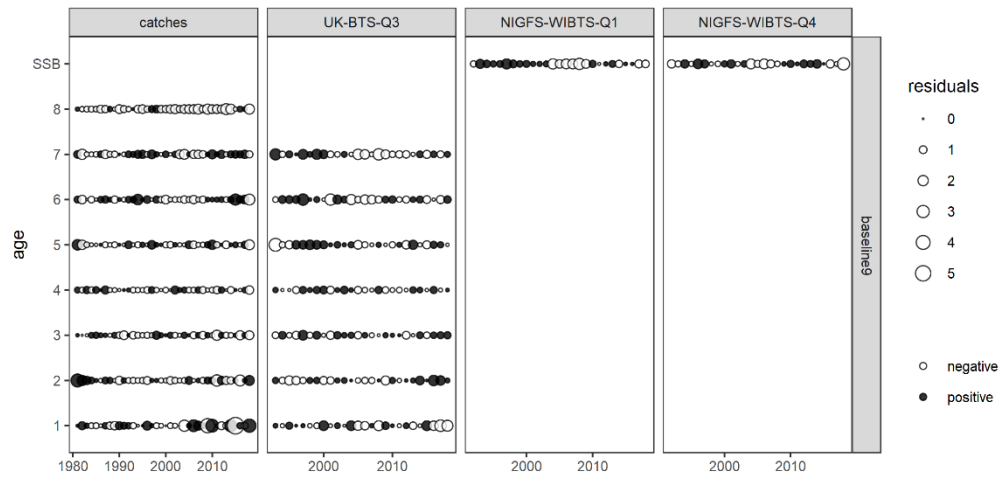 catches UK-BTS-Q3 NIGFS-WIBTS-Q1 NIGFS-WIBTS-Q4
SSB
8
7
6
5
4
3
2
1
age
baseline9
1980 1990 2000 2010 2000 2010 2000 2010 2000 2010
residuals
0
1
2
3
4
5
negative
positive